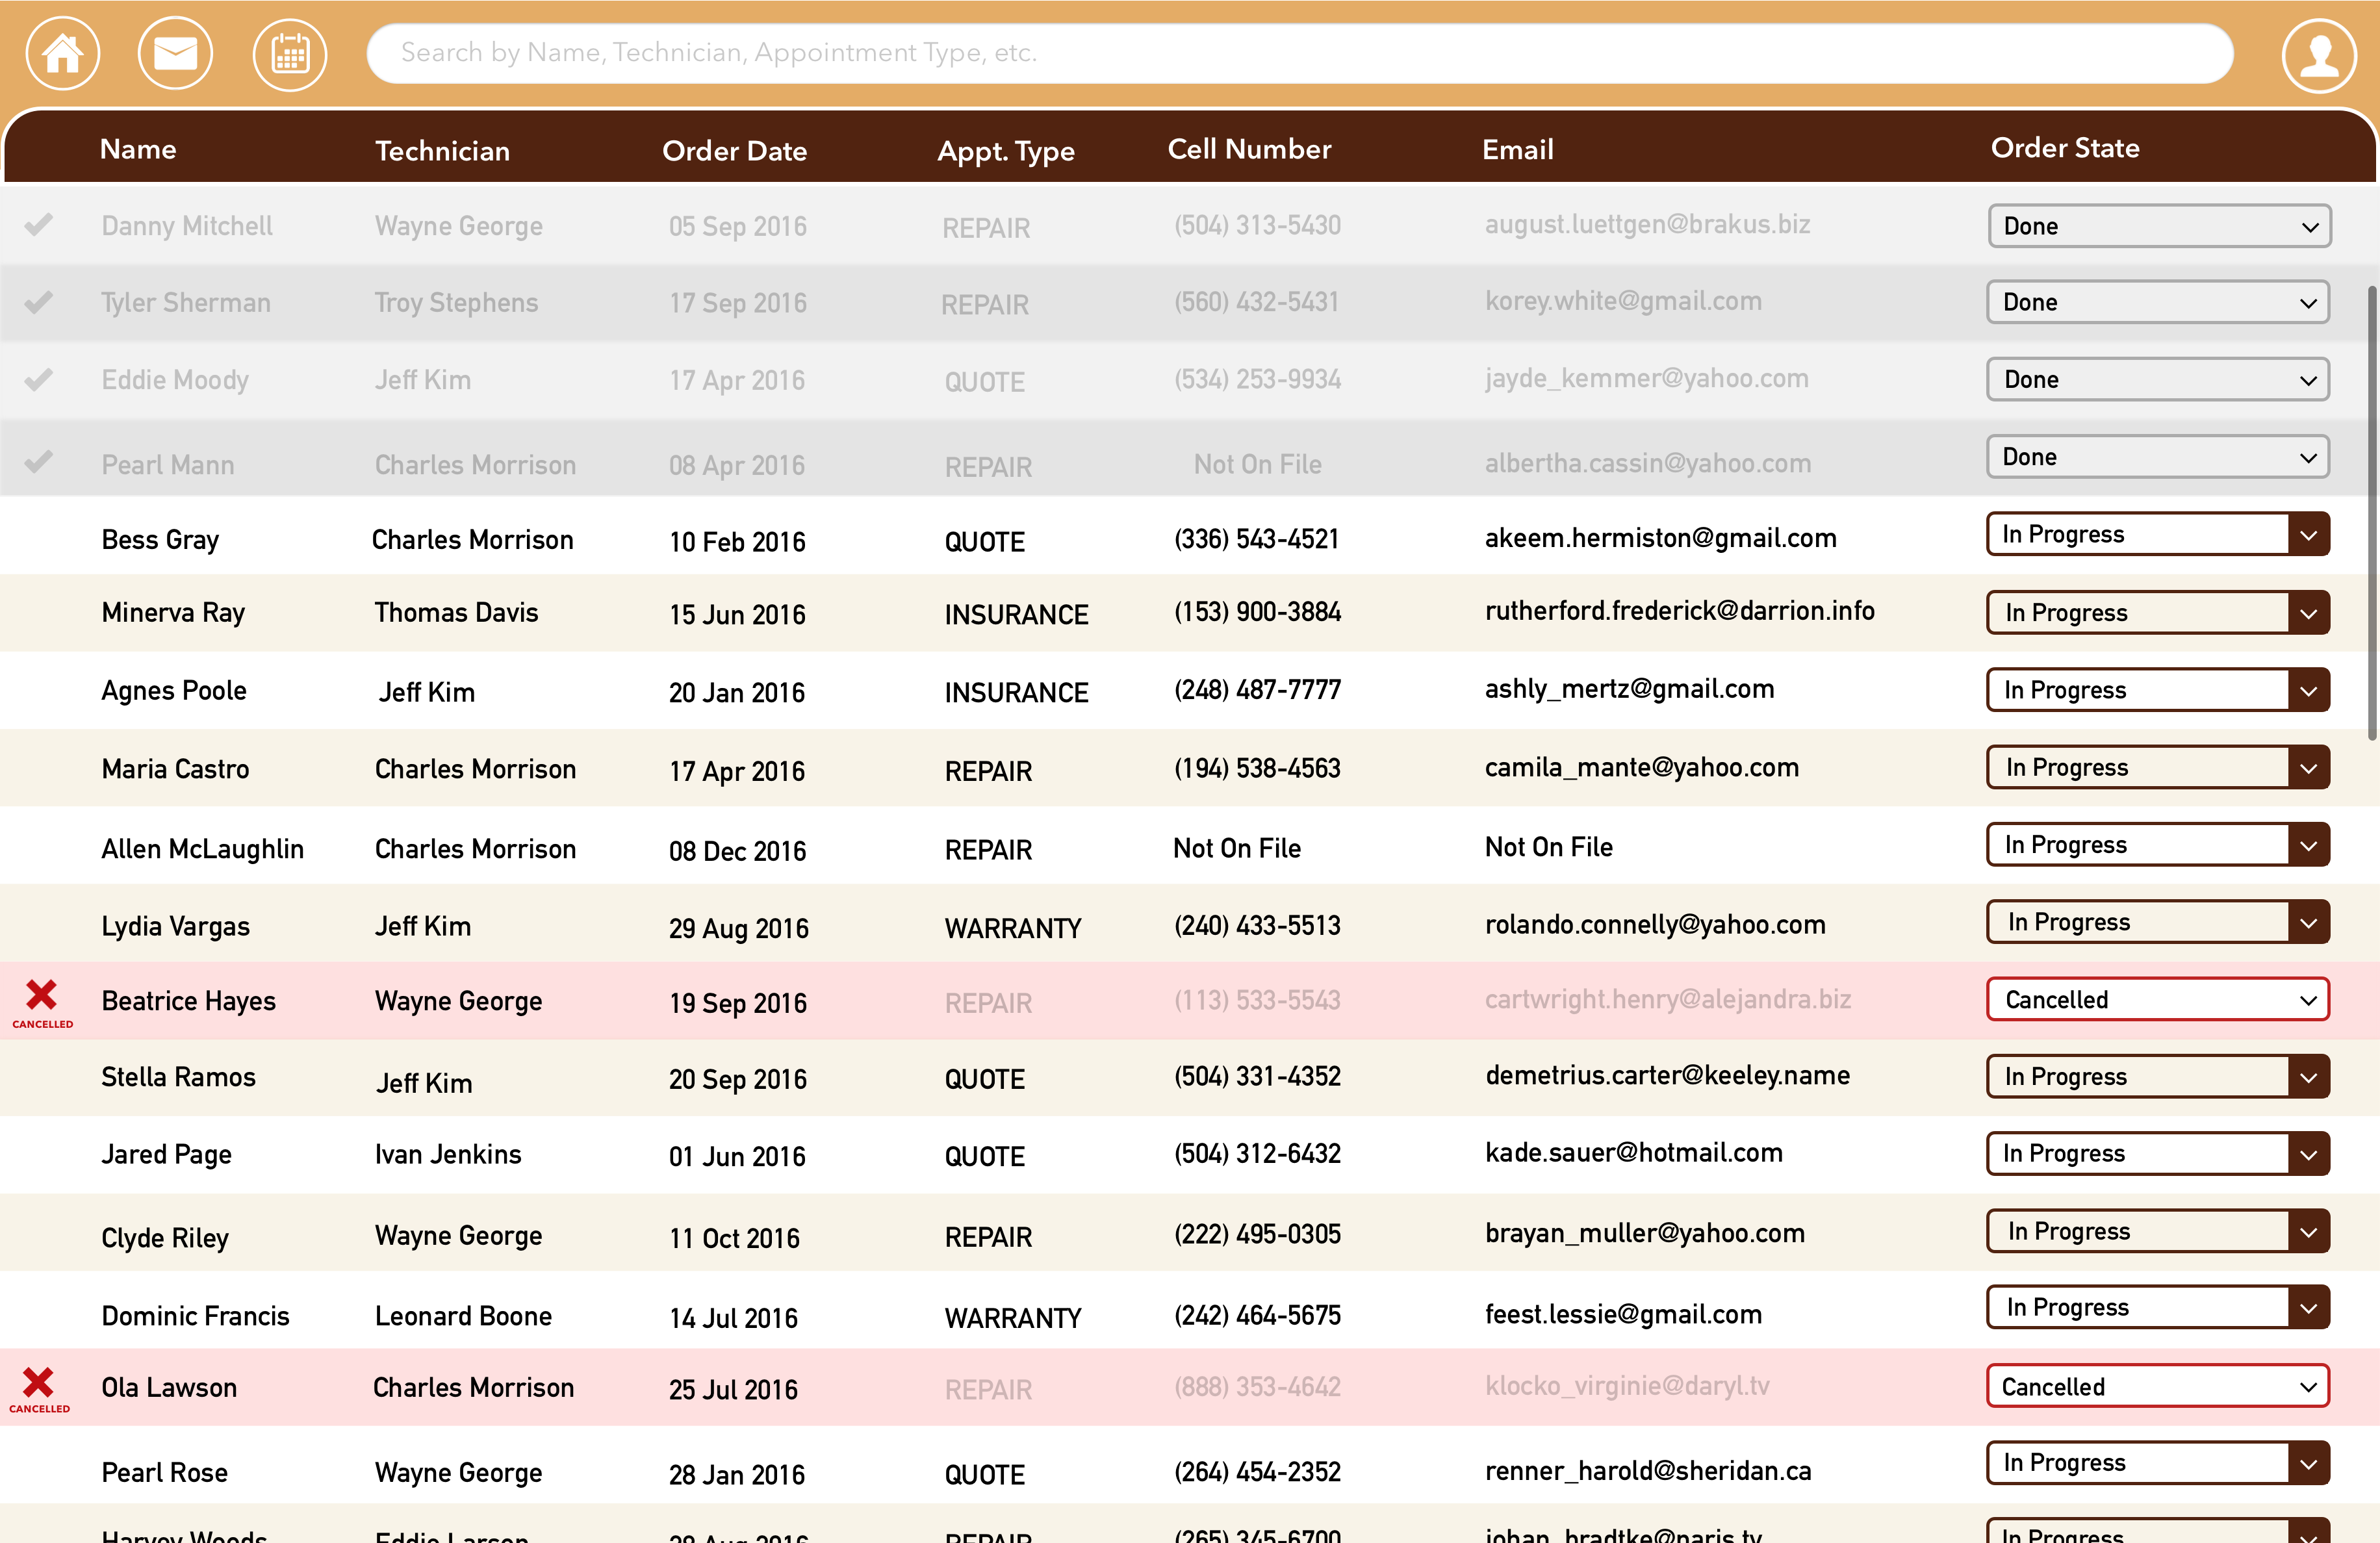 Search by Name, Technician, Appointment Type, etc.
Name Technician Order Date Appt. Type Cell Number Email Order State
Danny Mitchell Wayne George 05 Sep 2016 REPAIR (504) 313-5430 august.luettgen@brakus.biz Done
Tyler Sherman Troy Stephens 17 Sep 2016 REPAIR (560) 432-5431 korey.white@gmail.com Done
Eddie Moody Jeff Kim 17 Apr 2016 QUOTE (534) 253-9934 jayde_kemmer@yahoo.com Done
Pearl Mann Charles Morrison 08 Apr 2016 REPAIR Not On File albertha.cassin@yahoo.com Done
Bess Gray Charles Morrison 10 Feb 2016 QUOTE (336) 543-4521 akeem.hermiston@gmail.com In Progress
Minerva Ray Thomas Davis 15 Jun 2016 INSURANCE (153) 900-3884 rutherford.frederick@darrion.info In Progress
Agnes Poole Jeff Kim 20 Jan 2016 INSURANCE (248) 487-7777 ashly_mertz@gmail.com In Progress
Maria Castro Charles Morrison 17 Apr 2016 REPAIR (194) 538-4563 camila_mante@yahoo.com In Progress
Allen McLaughlin Charles Morrison 08 Dec 2016 REPAIR Not On File Not On File In Progress
Lydia Vargas Jeff Kim 29 Aug 2016 WARRANTY (240) 433-5513 rolando.connelly@yahoo.com In Progress
Beatrice Hayes Wayne George 19 Sep 2016 REPAIR (113) 533-5543 cartwright.henry@alejandra.biz Cancelled
CANCELLED
Stella Ramos Jeff Kim 20 Sep 2016 QUOTE (504) 331-4352 demetrius.carter@keeley.name In Progress
Jared Page Ivan Jenkins 01 Jun 2016 QUOTE (504) 312-6432 kade.sauer@hotmail.com In Progress
Clyde Riley Wayne George 11 Oct 2016 REPAIR (222) 495-0305 brayan_muller@yahoo.com In Progress
Dominic Francis Leonard Boone 14 Jul 2016 WARRANTY (242) 464-5675 feest.lessie@gmail.com In Progress
Ola Lawson Charles Morrison 25 Jul 2016 REPAIR (888) 353-4642 klocko_virginie@daryl.tv Cancelled
CANCELLED
Pearl Rose Wayne George 28 Jan 2016 QUOTE (264) 454-2352 renner_harold@sheridan.ca In Progress
Harvey Woods Eddie Larson Aug 2016 REPAIR (265) 345-6700 johan_bradtke@paris.tv In Progress